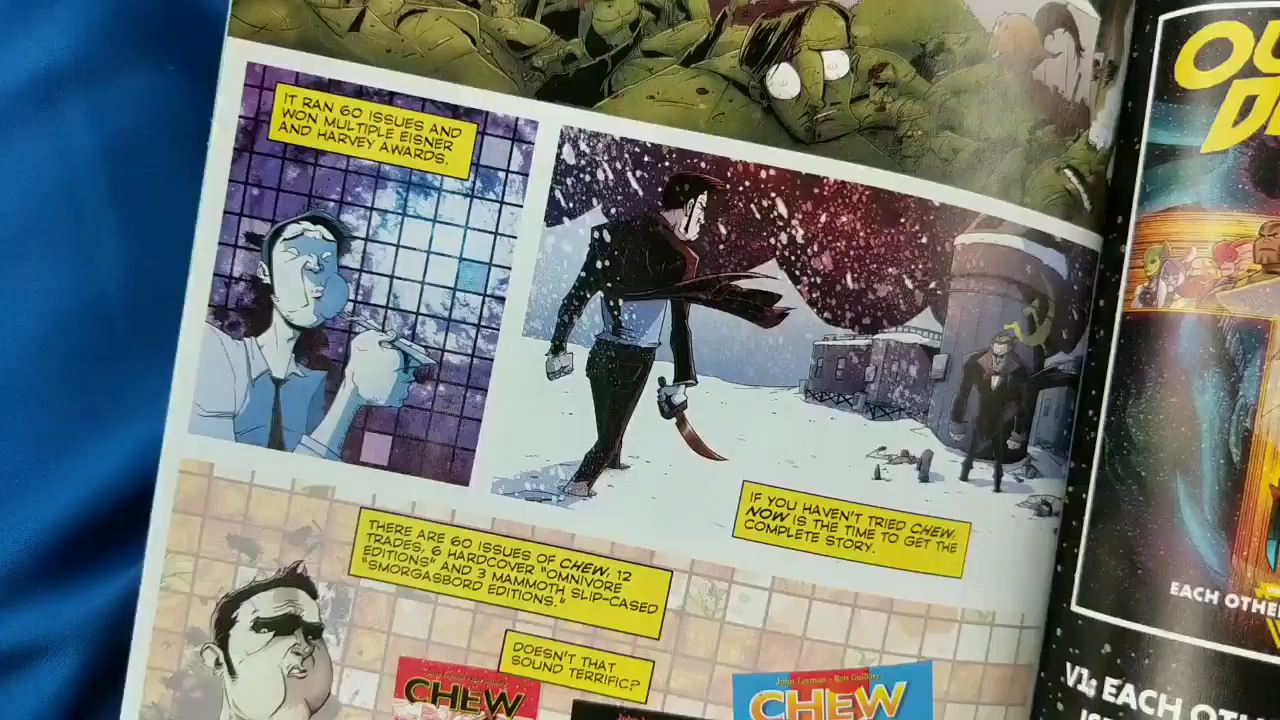 IT RAN 60 ISSUES AND
WON MULTIPLE EISNER
AND HARVEY AWARDS.
IF YOU HAVEN'T TRIED CHEW,
NOW IS THE TIME TO GET THE
COMPLETE STORY.
THERE ARE 60 ISSUES OF CHEW, 12
TRADES, 6 HARDCOVER "OMNIVORE
EDITIONS" AND 3 MAMMOTH SLIP-CASED
"SMORGASBORD EDITIONS."
DOESN'T THAT
SOUND TERRIFIC?
CHEW
John Layman · Rob Guillory
CHEW
OU
D
EACH OTHE
V1: EACH OTH